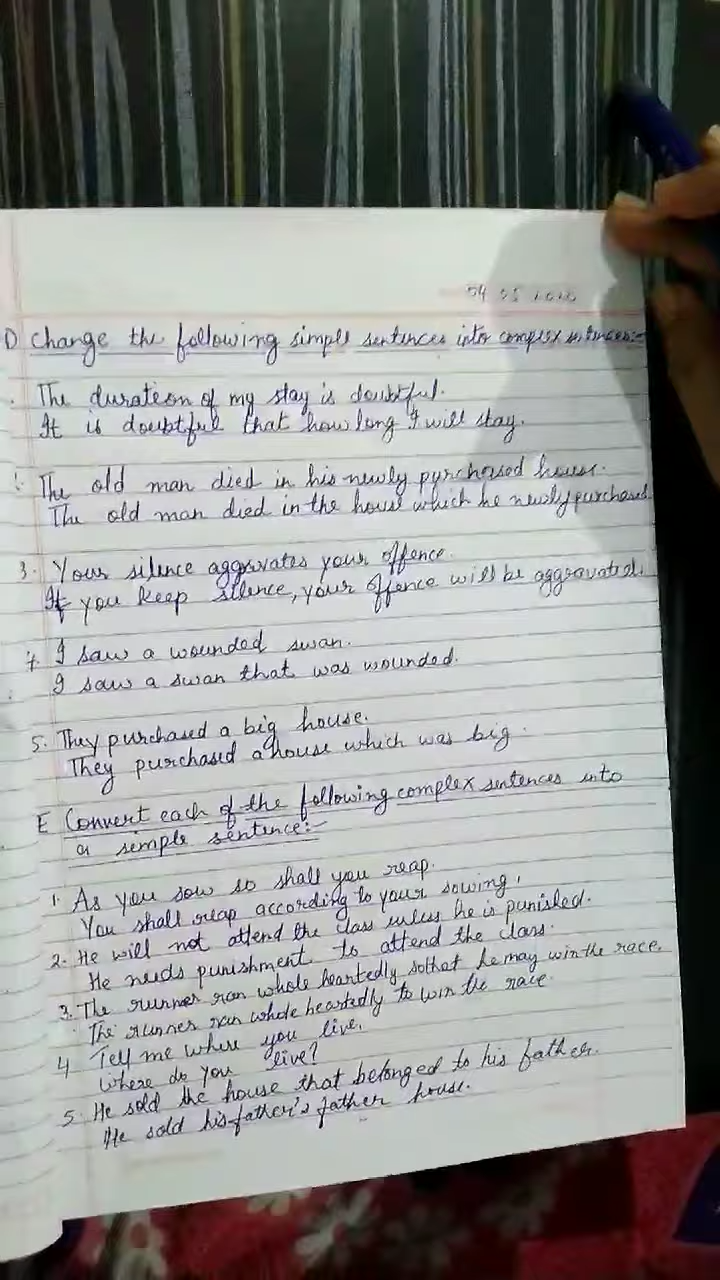 D Change the following simple sentences into complex sentences:-
The duration of my stay is doubtful.
It is doubtful that how long I will stay.
The old man died in his newly purchased house.
The old man died in the house which he newly purchased
3. Your silence aggravates your offence.
If you keep silence, your offence will be aggravated.
4. I saw a wounded swan.
I saw a swan that was wounded.
5. They purchased a big house.
They purchased a house which was big.
E Convert each of the following complex sentences into
a simple sentence:-
1. As you sow so shall you reap.
You shall reap according to your sowing.
2. He will not attend the class unless he is punished.
He needs punishment to attend the class.
3. The runner ran whole heartedly so that he may win the race.
The runner ran whole heartedly to win the race.
4 Tell me where you live.
Where do you live?
5. He sold the house that belonged to his father.
He sold his father's father house.